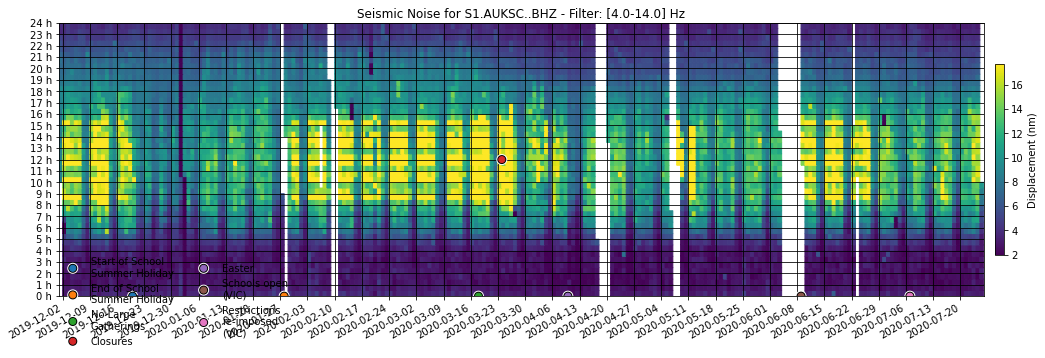 Seismic Noise for S1.AUKSC..BHZ - Filter: [4.0-14.0] Hz
24 h
23 h
22 h
21 h
20 h
19 h
18 h
17 h
16 h
15 h
14 h
13 h
12 h
11 h
10 h
9 h
8 h
7 h
6 h
5 h
4 h
3 h
2 h
1 h
0 h
16
14
12
10
8
6
4
2
Displacement (nm)
Start of School
Summer Holiday
End of School
Summer Holiday
No Large
Gatherings
Closures
Easter
Schools open
(VIC)
Restrictions
re-imposed
(VIC)
2019-12-02
2019-12-09
2019-12-16
2019-12-23
2019-12-30
2020-01-06
2020-01-13
2020-01-20
2020-01-27
2020-02-03
2020-02-10
2020-02-17
2020-02-24
2020-03-02
2020-03-09
2020-03-16
2020-03-23
2020-03-30
2020-04-06
2020-04-13
2020-04-20
2020-04-27
2020-05-04
2020-05-11
2020-05-18
2020-05-25
2020-06-01
2020-06-08
2020-06-15
2020-06-22
2020-06-29
2020-07-06
2020-07-13
2020-07-20